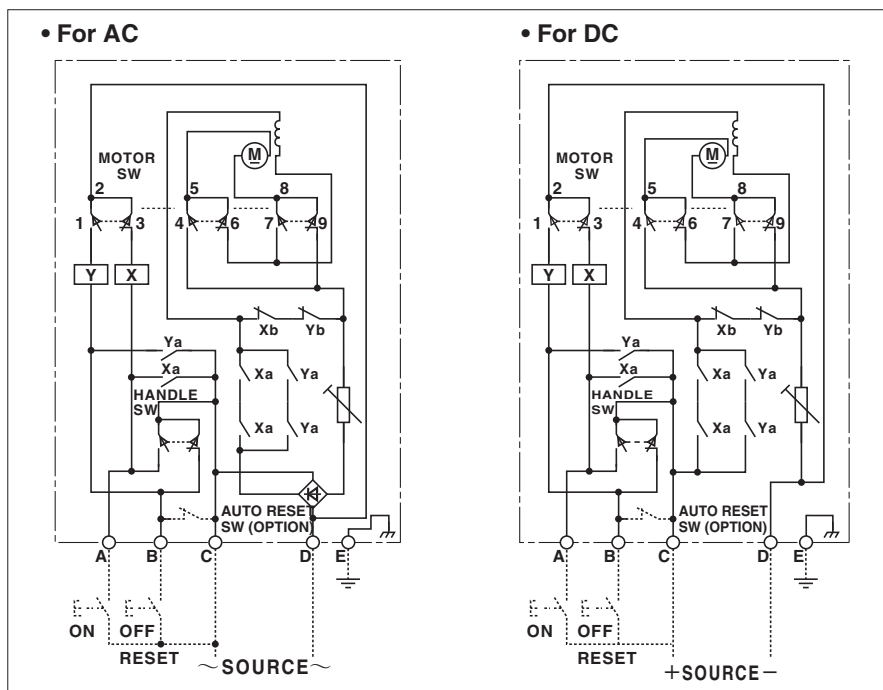 • For AC
MOTOR
SW
2
5
8
M
1
3
4
6
7
9
Y
X
Xb
Yb
Ya
Xa
HANDLE
SW
Xa
Ya
Xa
Ya
AUTO RESET
SW (OPTION)
A
B
C
D
E
ON
OFF
RESET
~SOURCE~
• For DC
MOTOR
SW
2
5
8
M
1
3
4
6
7
9
Y
X
Xb
Yb
Ya
Xa
HANDLE
SW
Xa
Ya
Xa
Ya
AUTO RESET
SW (OPTION)
A
B
C
D
E
ON
OFF
RESET
+SOURCE−